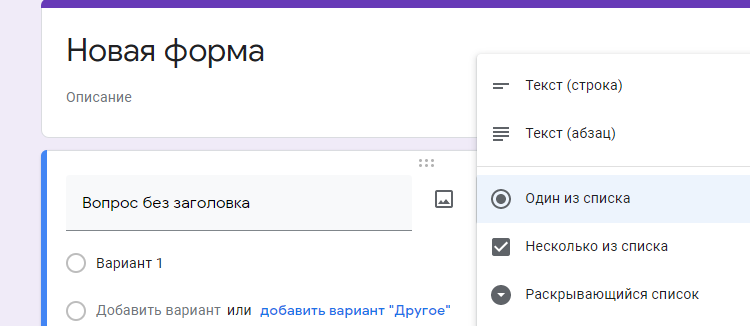 Новая форма
Описание
Вопрос без заголовка
Вариант 1
Добавить вариант или добавить вариант "Другое"
Текст (строка)
Текст (абзац)
Один из списка
Несколько из списка
Раскрывающийся список